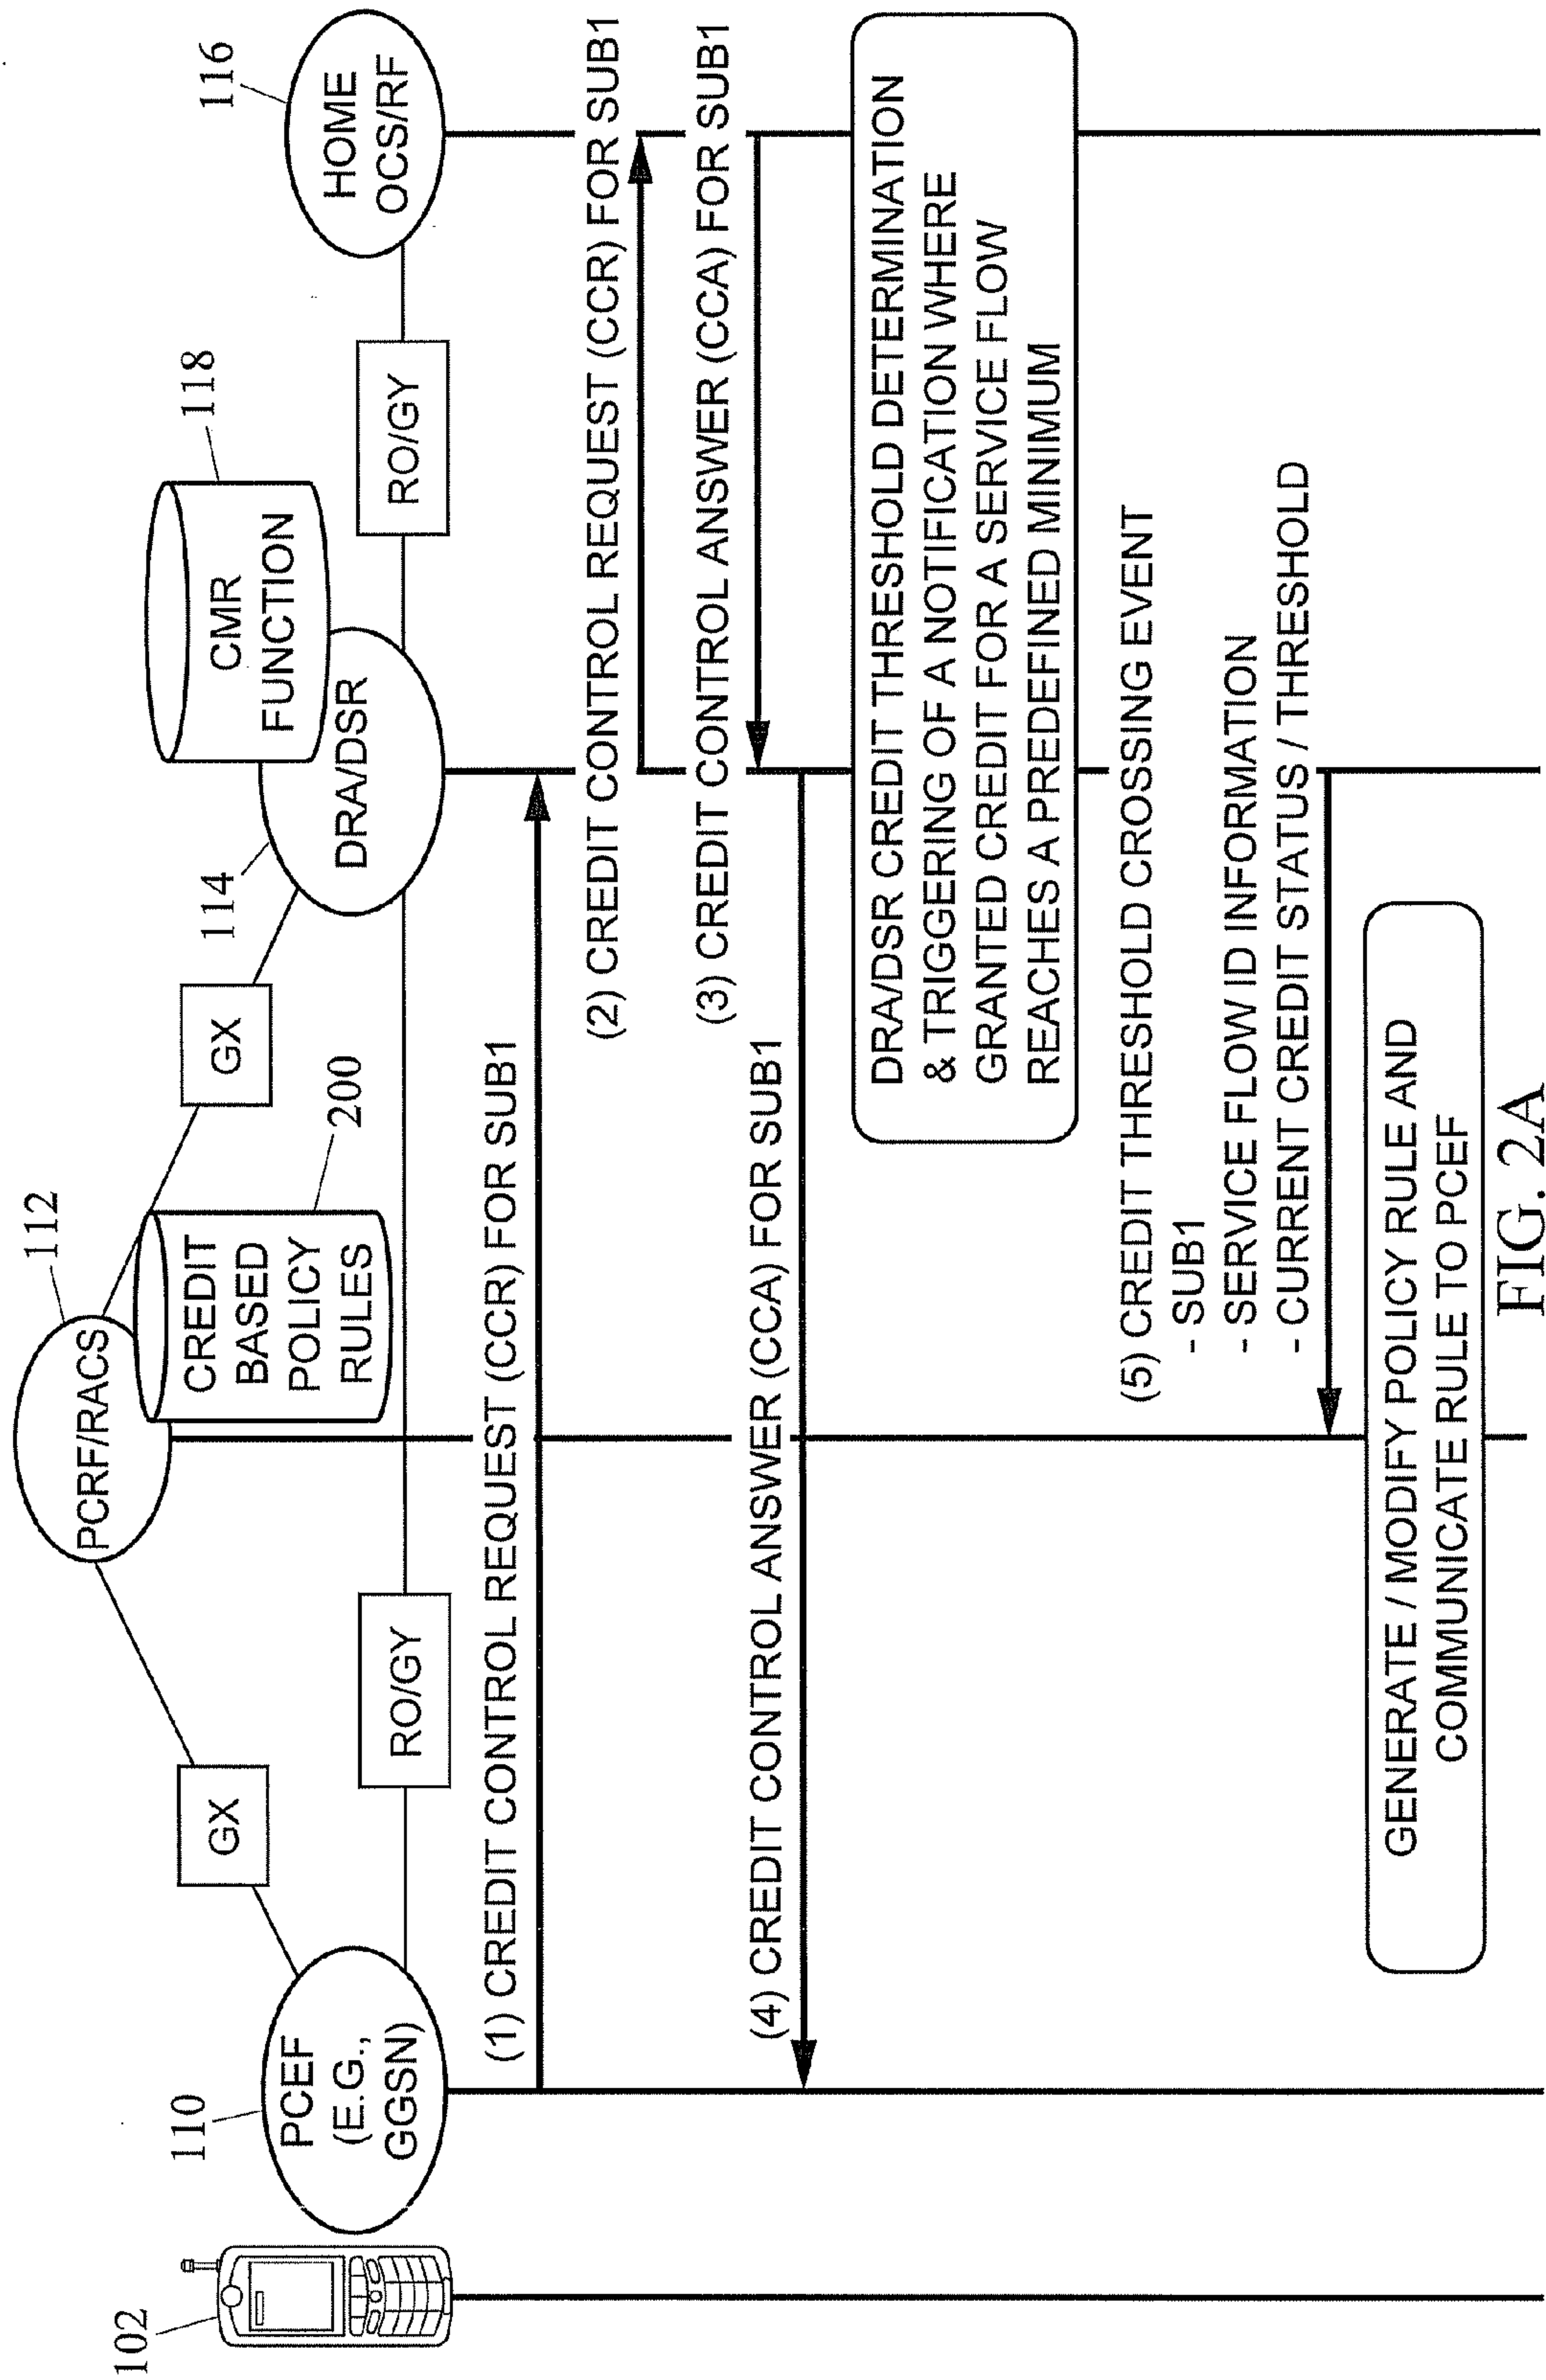 102
110
PCEF
(E.G.,
GGSN)
GX
RO/GY
112
PCRF/RACS
CREDIT
BASED
POLICY
RULES
200
GX
114
DRA/DSR
118
CMR
FUNCTION
RO/GY
116
HOME
OCS/RF
(1) CREDIT CONTROL REQUEST (CCR) FOR SUB1
(2) CREDIT CONTROL REQUEST (CCR) FOR SUB1
(3) CREDIT CONTROL ANSWER (CCA) FOR SUB1
(4) CREDIT CONTROL ANSWER (CCA) FOR SUB1
DRA/DSR CREDIT THRESHOLD DETERMINATION
& TRIGGERING OF A NOTIFICATION WHERE
GRANTED CREDIT FOR A SERVICE FLOW
REACHES A PREDEFINED MINIMUM
(5) CREDIT THRESHOLD CROSSING EVENT
- SUB1
- SERVICE FLOW ID INFORMATION
- CURRENT CREDIT STATUS / THRESHOLD
GENERATE / MODIFY POLICY RULE AND
COMMUNICATE RULE TO PCEF
FIG. 2A